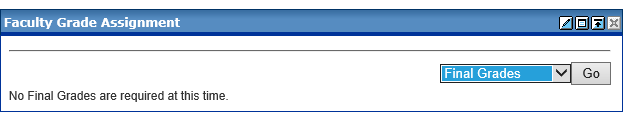 Faculty Grade Assignment
Final Grades Go
No Final Grades are required at this time.